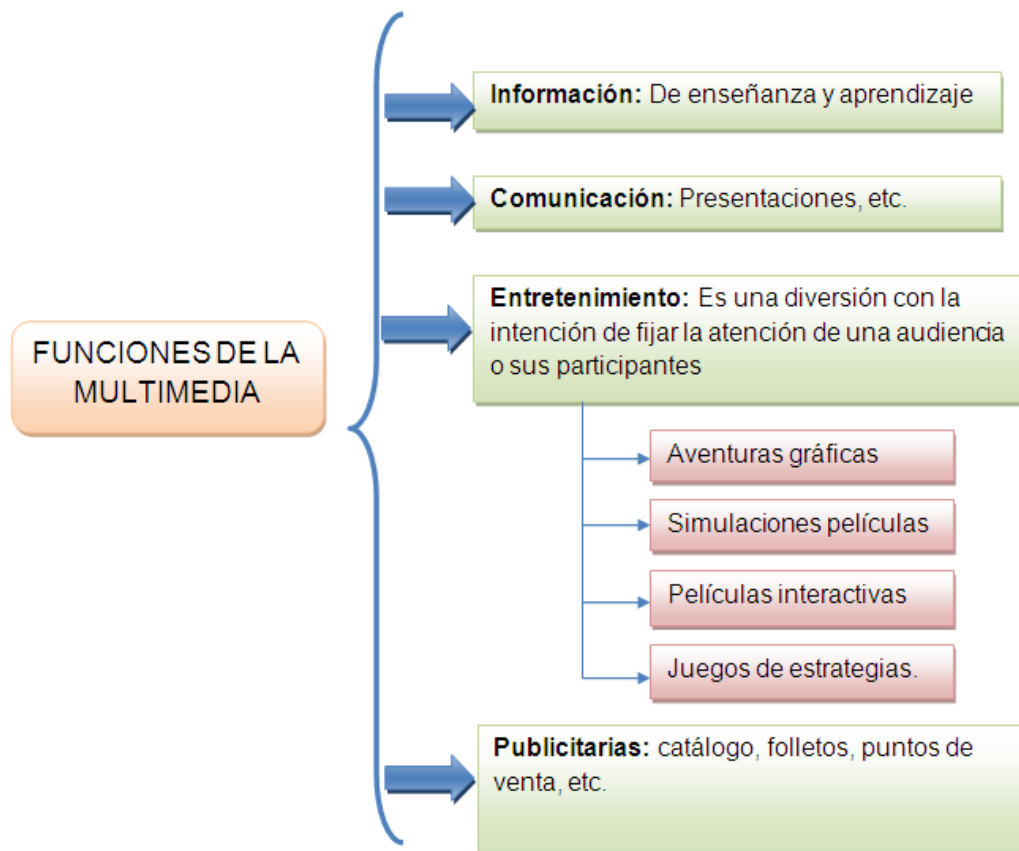 FUNCIONES DE LA
MULTIMEDIA
Información: De enseñanza y aprendizaje
Comunicación: Presentaciones, etc.
Entretenimiento: Es una diversión con la
intención de fijar la atención de una audiencia
o sus participantes
Aventuras gráficas
Simulaciones películas
Películas interactivas
Juegos de estrategias.
Publicitarias: catálogo, folletos, puntos de
venta, etc.